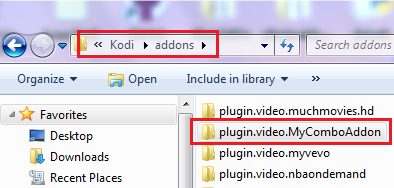 « Kodi ▸ addons ▸ Search addons
Organize ▾ Open Include in library ▾
Favorites
Desktop
Downloads
Recent Places
plugin.video.muchmovies.hd
plugin.video.MyComboAddon
plugin.video.myvevo
plugin.video.nbaondemand